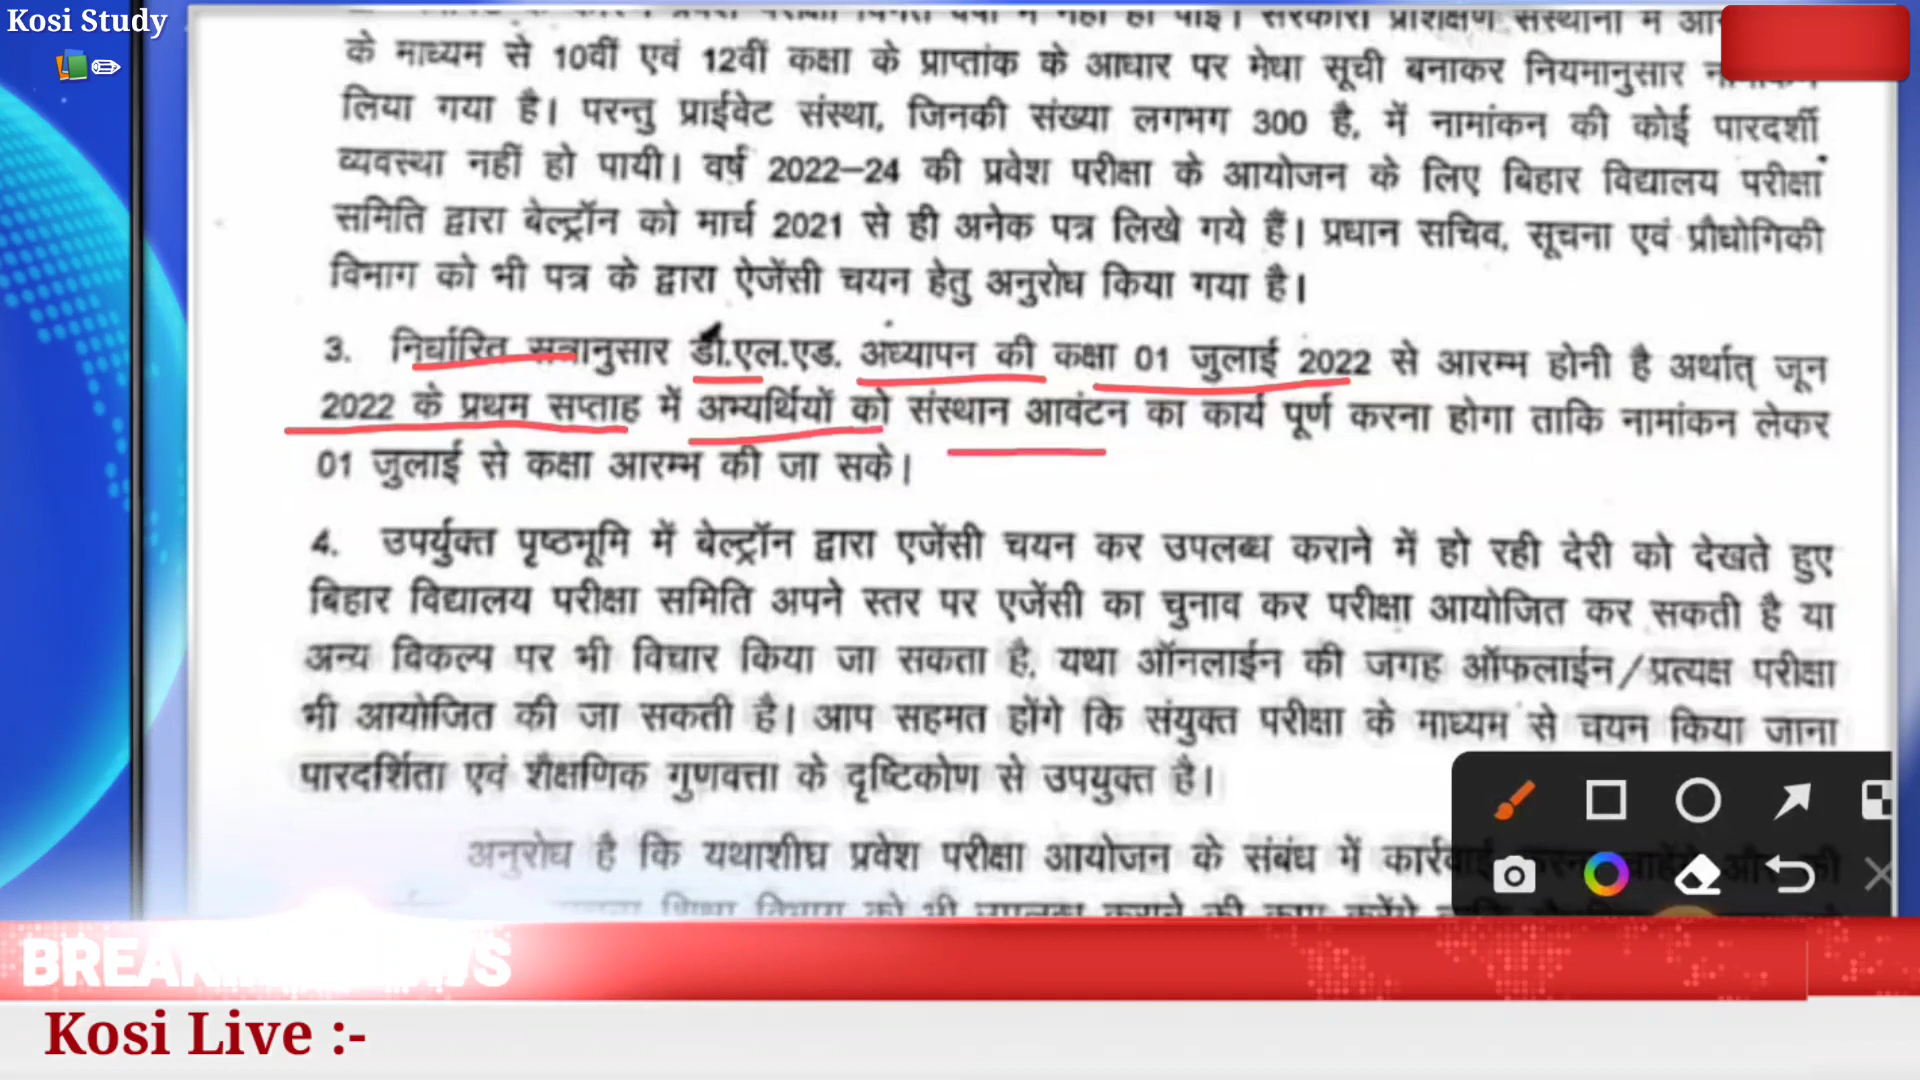 Kosi Study
के माध्यम से 10वीं एवं 12वीं कक्षा के प्राप्तांक के आधार पर मेधा सूची बनाकर नियमानुसार
लिया गया है। परन्तु प्राईवेट संस्था, जिनकी संख्या लगभग 300 है, में नामांकन की कोई पारदर्शी
व्यवस्था नहीं हो पायी। वर्ष 2022–24 की प्रवेश परीक्षा के आयोजन के लिए बिहार विद्यालय परीक्षा
समिति द्वारा बेल्ट्रॉन को मार्च 2021 से ही अनेक पत्र लिखे गये हैं। प्रधान सचिव, सूचना एवं प्रौद्योगिकी
विभाग को भी पत्र के द्वारा ऐजेंसी चयन हेतु अनुरोध किया गया है।
3. निर्धारित सत्रानुसार डी.एल.एड. अध्यापन की कक्षा 01 जुलाई 2022 से आरम्भ होनी है अर्थात् जून
2022 के प्रथम सप्ताह में अभ्यर्थियों को संस्थान आवंटन का कार्य पूर्ण करना होगा ताकि नामांकन लेकर
01 जुलाई से कक्षा आरम्भ की जा सके।
4. उपर्युक्त पृष्ठभूमि में बेल्ट्रॉन द्वारा एजेंसी चयन कर उपलब्ध कराने में हो रही देरी को देखते हुए
बिहार विद्यालय परीक्षा समिति अपने स्तर पर एजेंसी का चुनाव कर परीक्षा आयोजित कर सकती है या
अन्य विकल्प पर भी विचार किया जा सकता है, यथा ऑनलाईन की जगह ऑफलाईन/प्रत्यक्ष परीक्षा
भी आयोजित की जा सकती है। आप सहमत होंगे कि संयुक्त परीक्षा के माध्यम से चयन किया जाना
पारदर्शिता एवं शैक्षणिक गुणवत्ता के दृष्टिकोण से उपयुक्त है।
अनुरोध है कि यथाशीघ्र प्रवेश परीक्षा आयोजन के संबंध में
Kosi Live :-